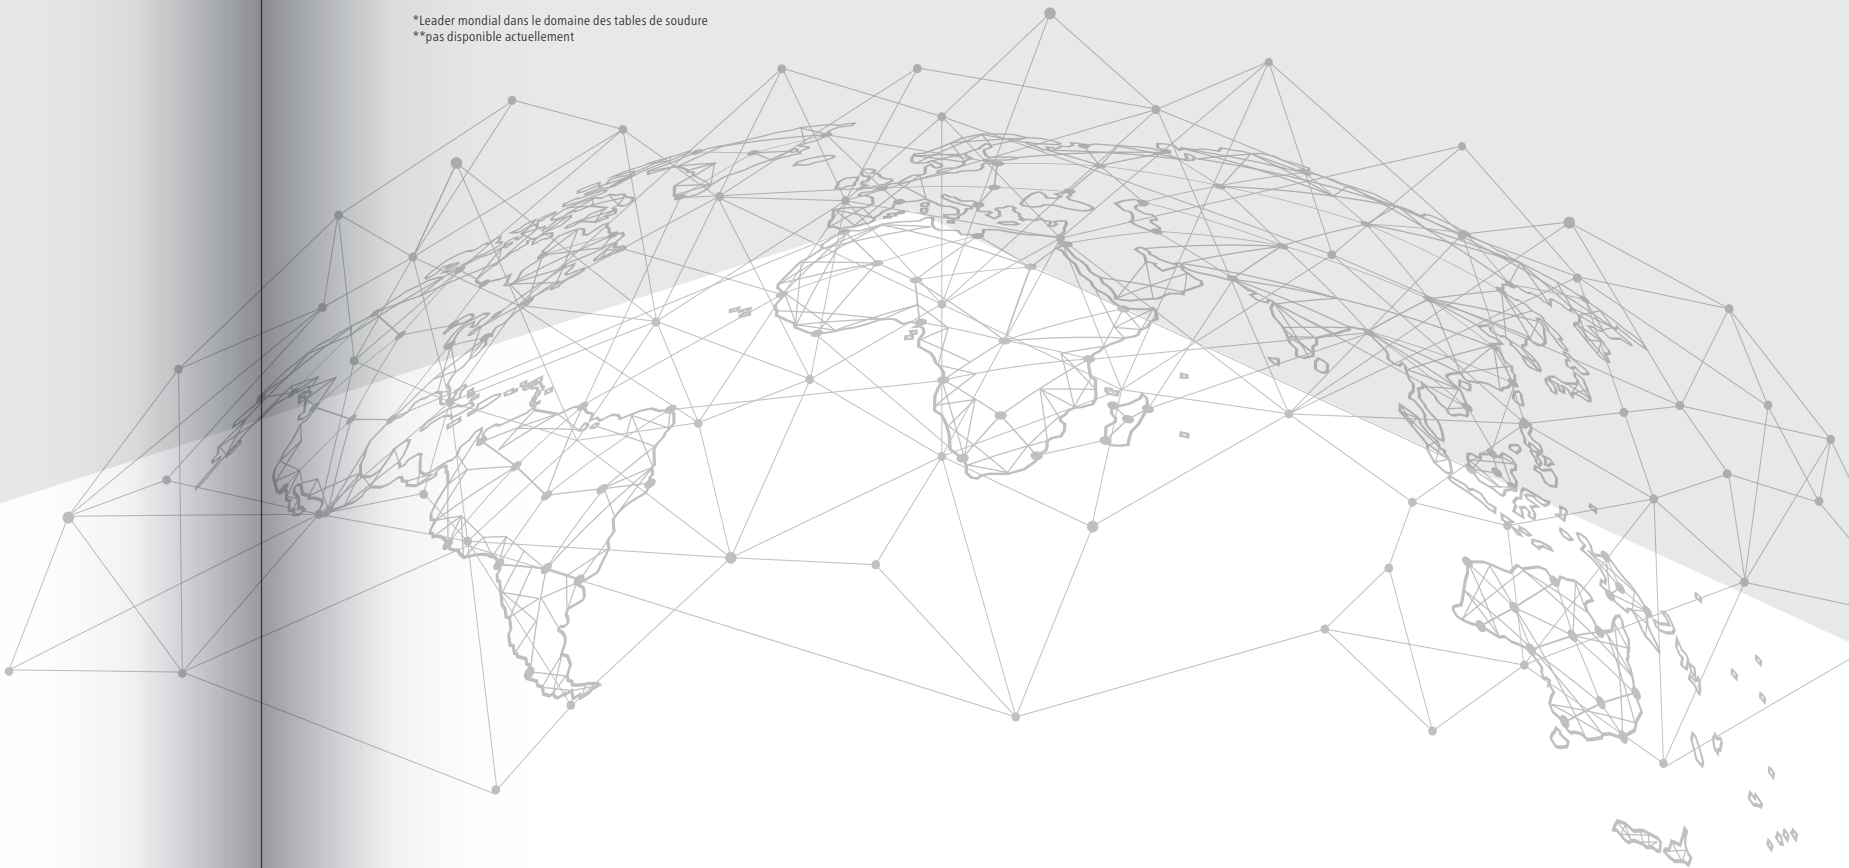 *Leader mondial dans le domaine des tables de soudure
**pas disponible actuellement